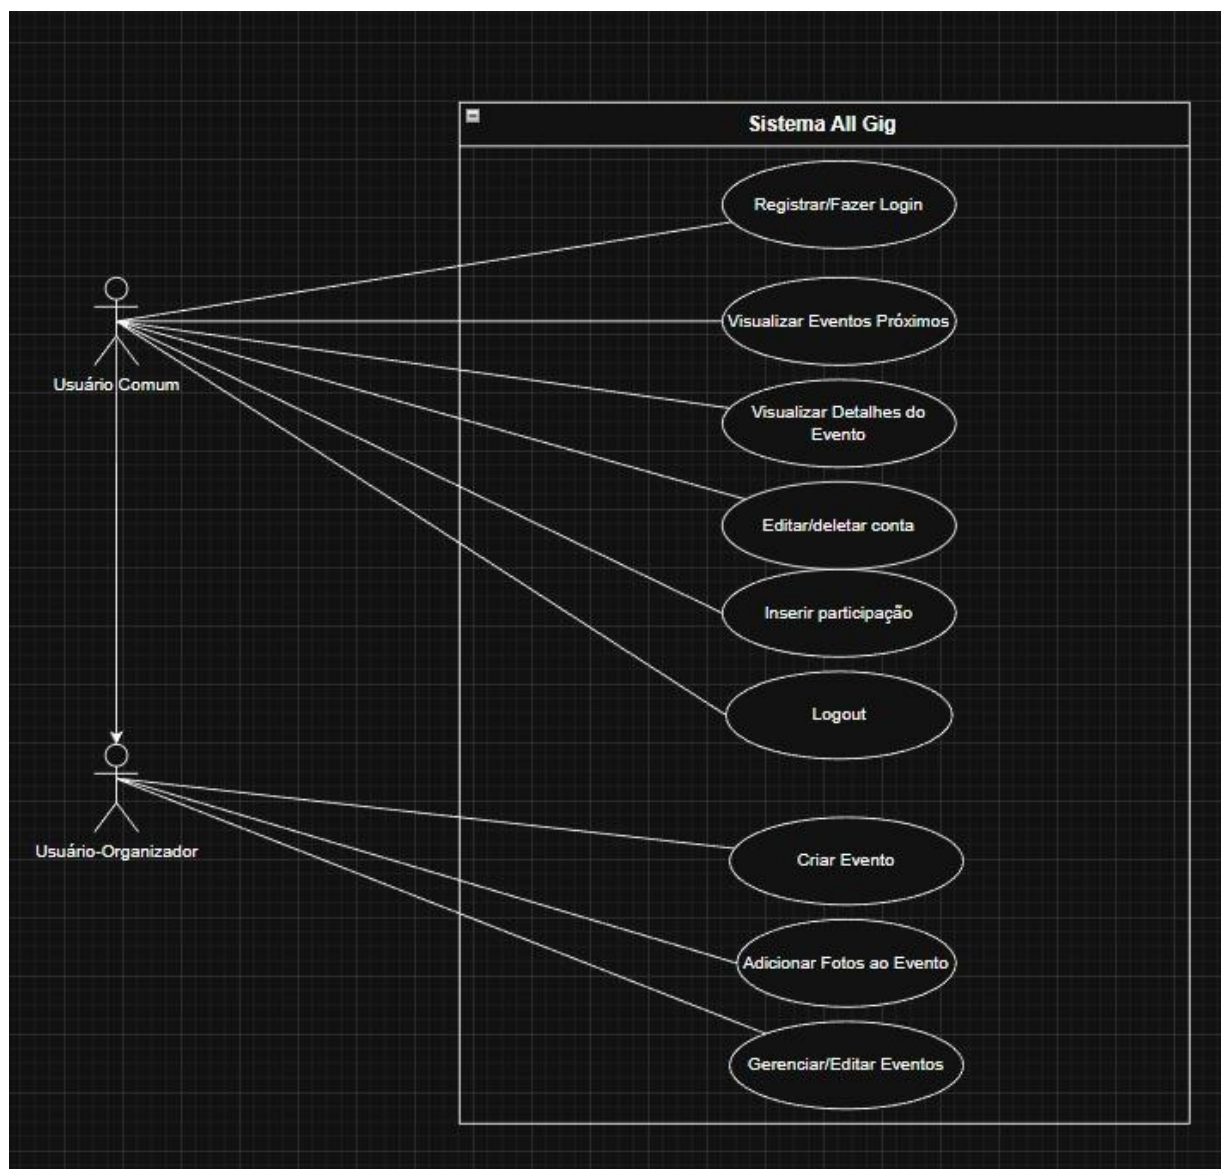 Sistema All Gig
Registrar/Fazer Login
Visualizar Eventos Próximos
Usuário Comum
Visualizar Detalhes do
Evento
Editar/deletar conta
Inserir participação
Logout
Usuário-Organizador
Criar Evento
Adicionar Fotos ao Evento
Gerenciar/Editar Eventos